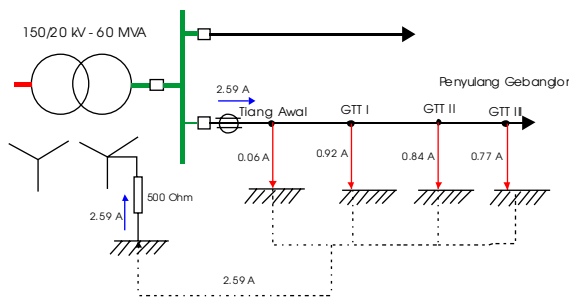 150/20 kV - 60 MVA
Penyulang Gebanglor
2.59 A
Tiang Awal
GTT I
GTT II
GTT III
0.06 A
0.92 A
0.84 A
0.77 A
500 Ohm
2.59 A
2.59 A